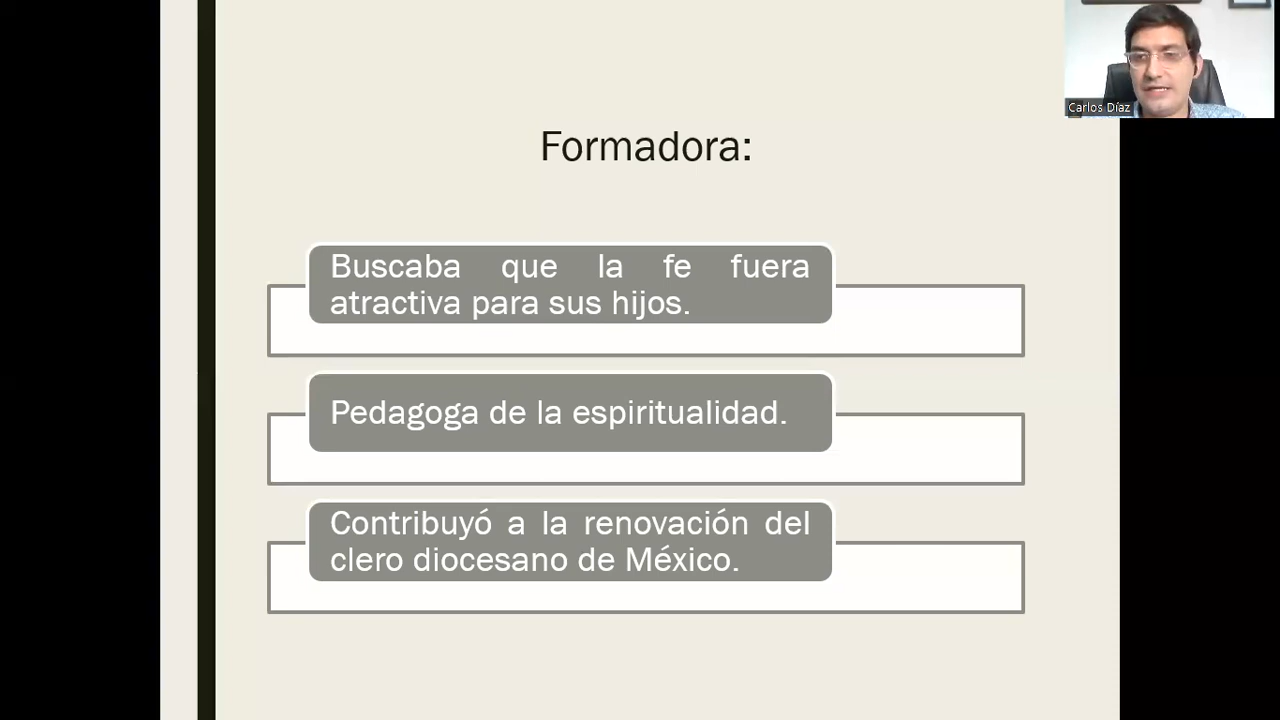 Carlos Díaz
Formadora:
Buscaba que la fe fuera
atractiva para sus hijos.
Pedagoga de la espiritualidad.
Contribuyó a la renovación del
clero diocesano de México.